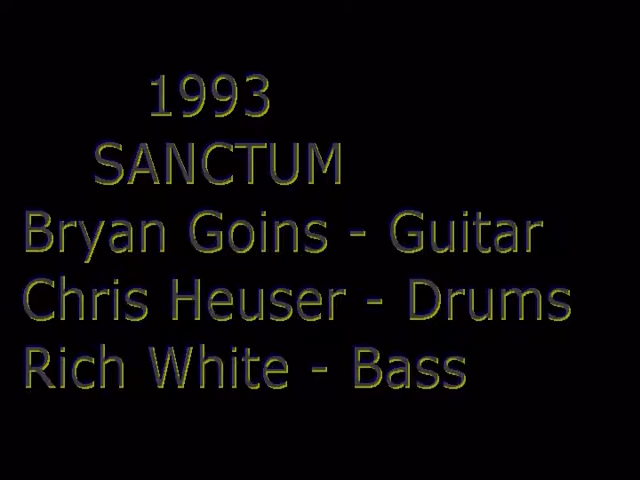 1993
SANCTUM
Bryan Goins - Guitar
Chris Heuser - Drums
Rich White - Bass